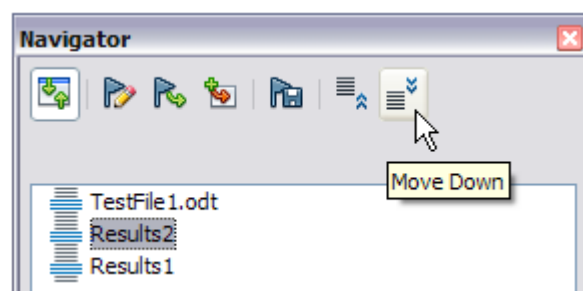 Navigator
Move Down
TestFile1.odt
Results2
Results1